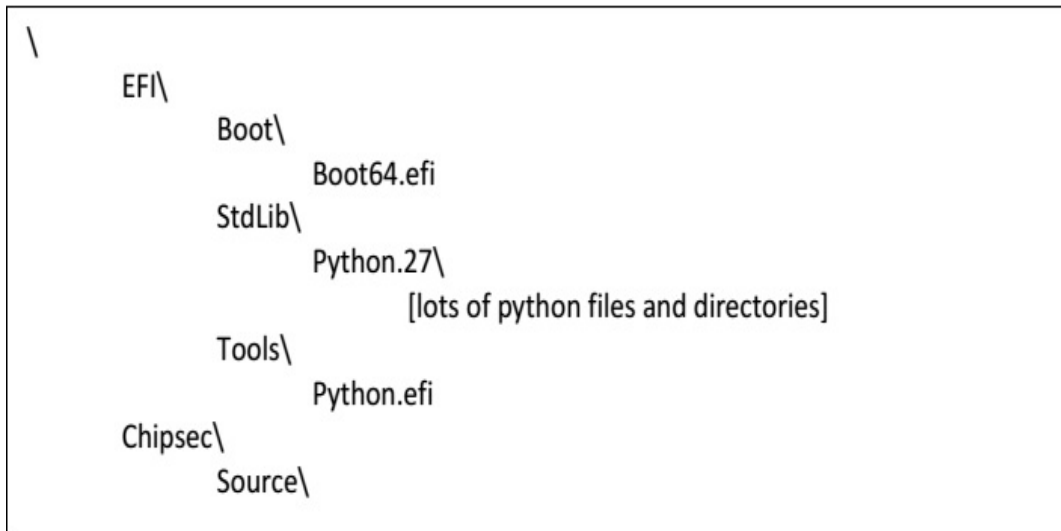 \
EFI\
Boot\
Boot64.efi
StdLib\
Python.27\
[lots of python files and directories]
Tools\
Python.efi
Chipsec\
Source\